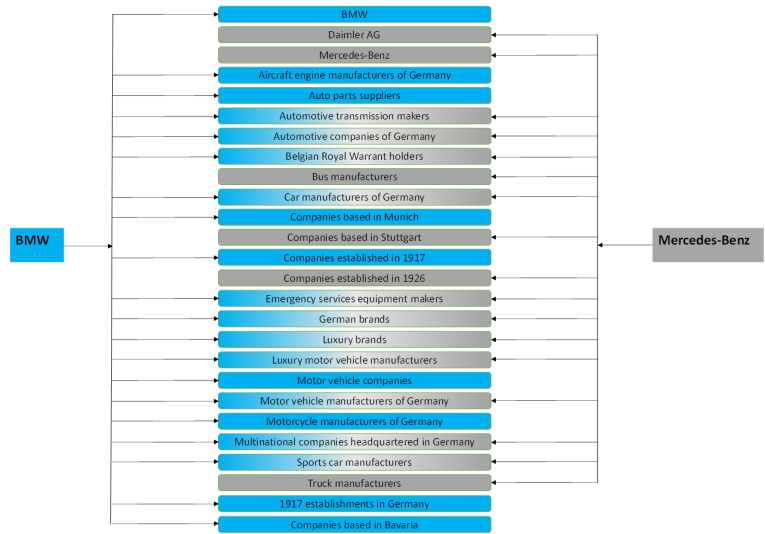 BMW
Daimler AG
Mercedes-Benz
Aircraft engine manufacturers of Germany
Auto parts suppliers
Automotive transmission makers
Automotive companies of Germany
Belgian Royal Warrant holders
Bus manufacturers
Car manufacturers of Germany
Companies based in Munich
BMW
Companies based in Stuttgart
Mercedes-Benz
Companies established in 1917
Companies established in 1926
Emergency services equipment makers
German brands
Luxury brands
Luxury motor vehicle manufacturers
Motor vehicle companies
Motor vehicle manufacturers of Germany
Motorcycle manufacturers of Germany
Multinational companies headquartered in Germany
Sports car manufacturers
Truck manufacturers
1917 establishments in Germany
Companies based in Bavaria